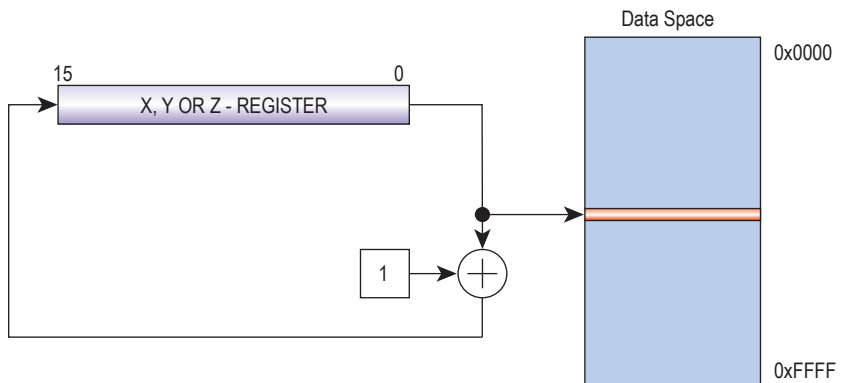 Data Space
0x0000
15 0
X, Y OR Z - REGISTER
1
0xFFFF